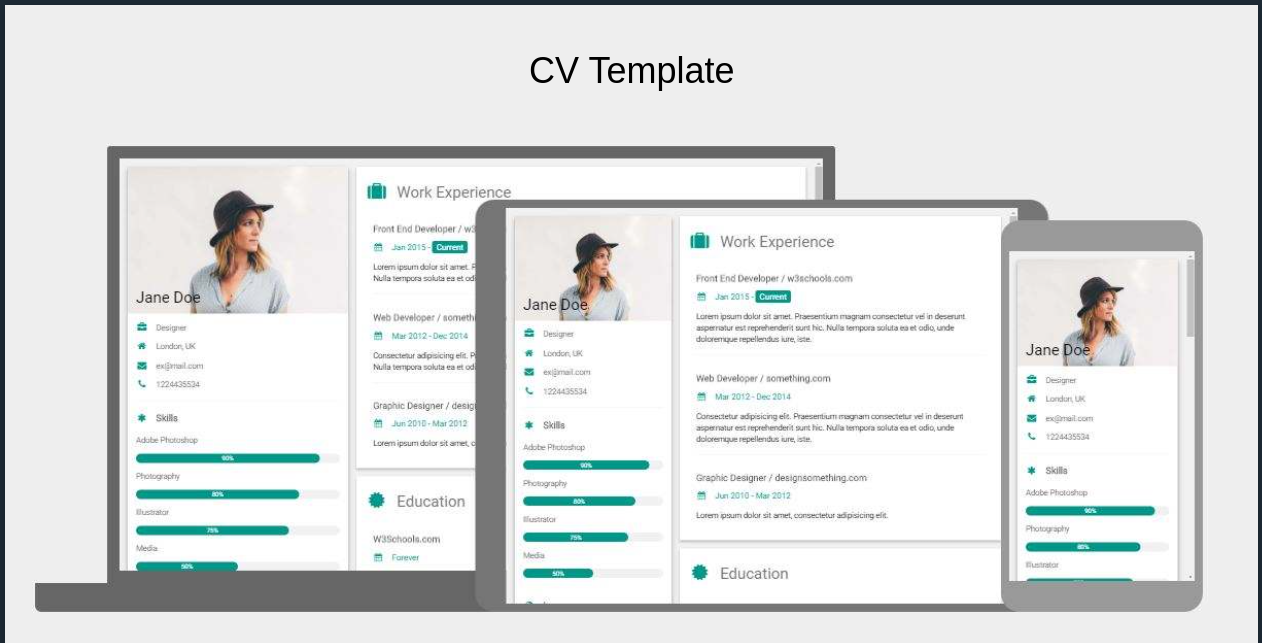 CV Template
Jane Doe
Designer
London, UK
ex@mail.com
1224435534
Skills
Adobe Photoshop
90%
Photography
80%
Illustrator
75%
Media
50%
Work Experience
Front End Developer / w3
Jan 2015 - Current
Lorem ipsum dolor sit amet. P
Nulla tempora soluta ea et od
Web Developer / someth
Mar 2012 - Dec 2014
Consectetur adipisicing elit. P
Nulla tempora soluta ea et od
Graphic Designer / desig
Jun 2010 - Mar 2012
Lorem ipsum dolor sit amet, c
Education
W3Schools.com
Forever
Jane Doe
Designer
London, UK
ex@mail.com
1224435534
Skills
Adobe Photoshop
90%
Photography
80%
Illustrator
75%
Media
50%
Work Experience
Front End Developer / w3schools.com
Jan 2015 - Current
Lorem ipsum dolor sit amet. Praesentium magnam consectetur vel in deserunt
aspernatur est reprehenderit sunt hic. Nulla tempora soluta ea et odio, unde
doloremque repellendus iure, iste.
Web Developer / something.com
Mar 2012 - Dec 2014
Consectetur adipisicing elit. Praesentium magnam consectetur vel in deserunt
aspernatur est reprehenderit sunt hic. Nulla tempora soluta ea et odio, unde
doloremque repellendus iure, iste.
Graphic Designer / designsomething.com
Jun 2010 - Mar 2012
Lorem ipsum dolor sit amet, consectetur adipisicing elit.
Education
Jane Doe
Designer
London, UK
ex@mail.com
1224435534
Skills
Adobe Photoshop
90%
Photography
80%
Illustrator